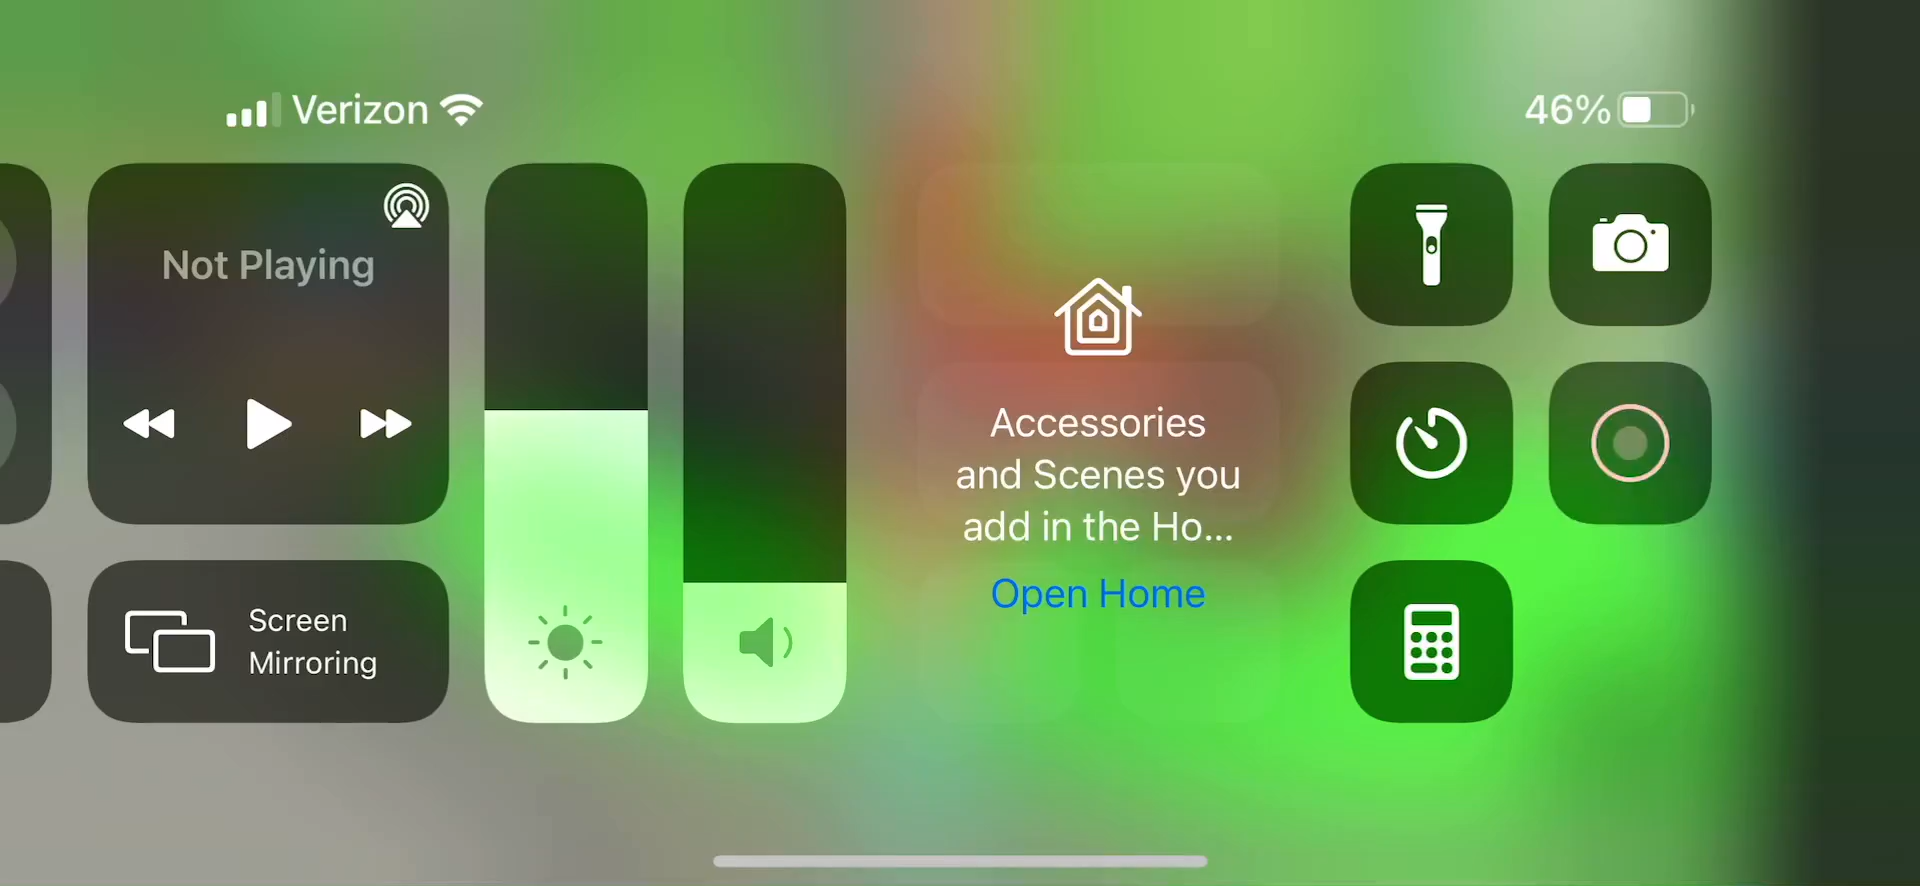 Verizon
46%
Not Playing
Screen
Mirroring
Accessories
and Scenes you
add in the Ho...
Open Home